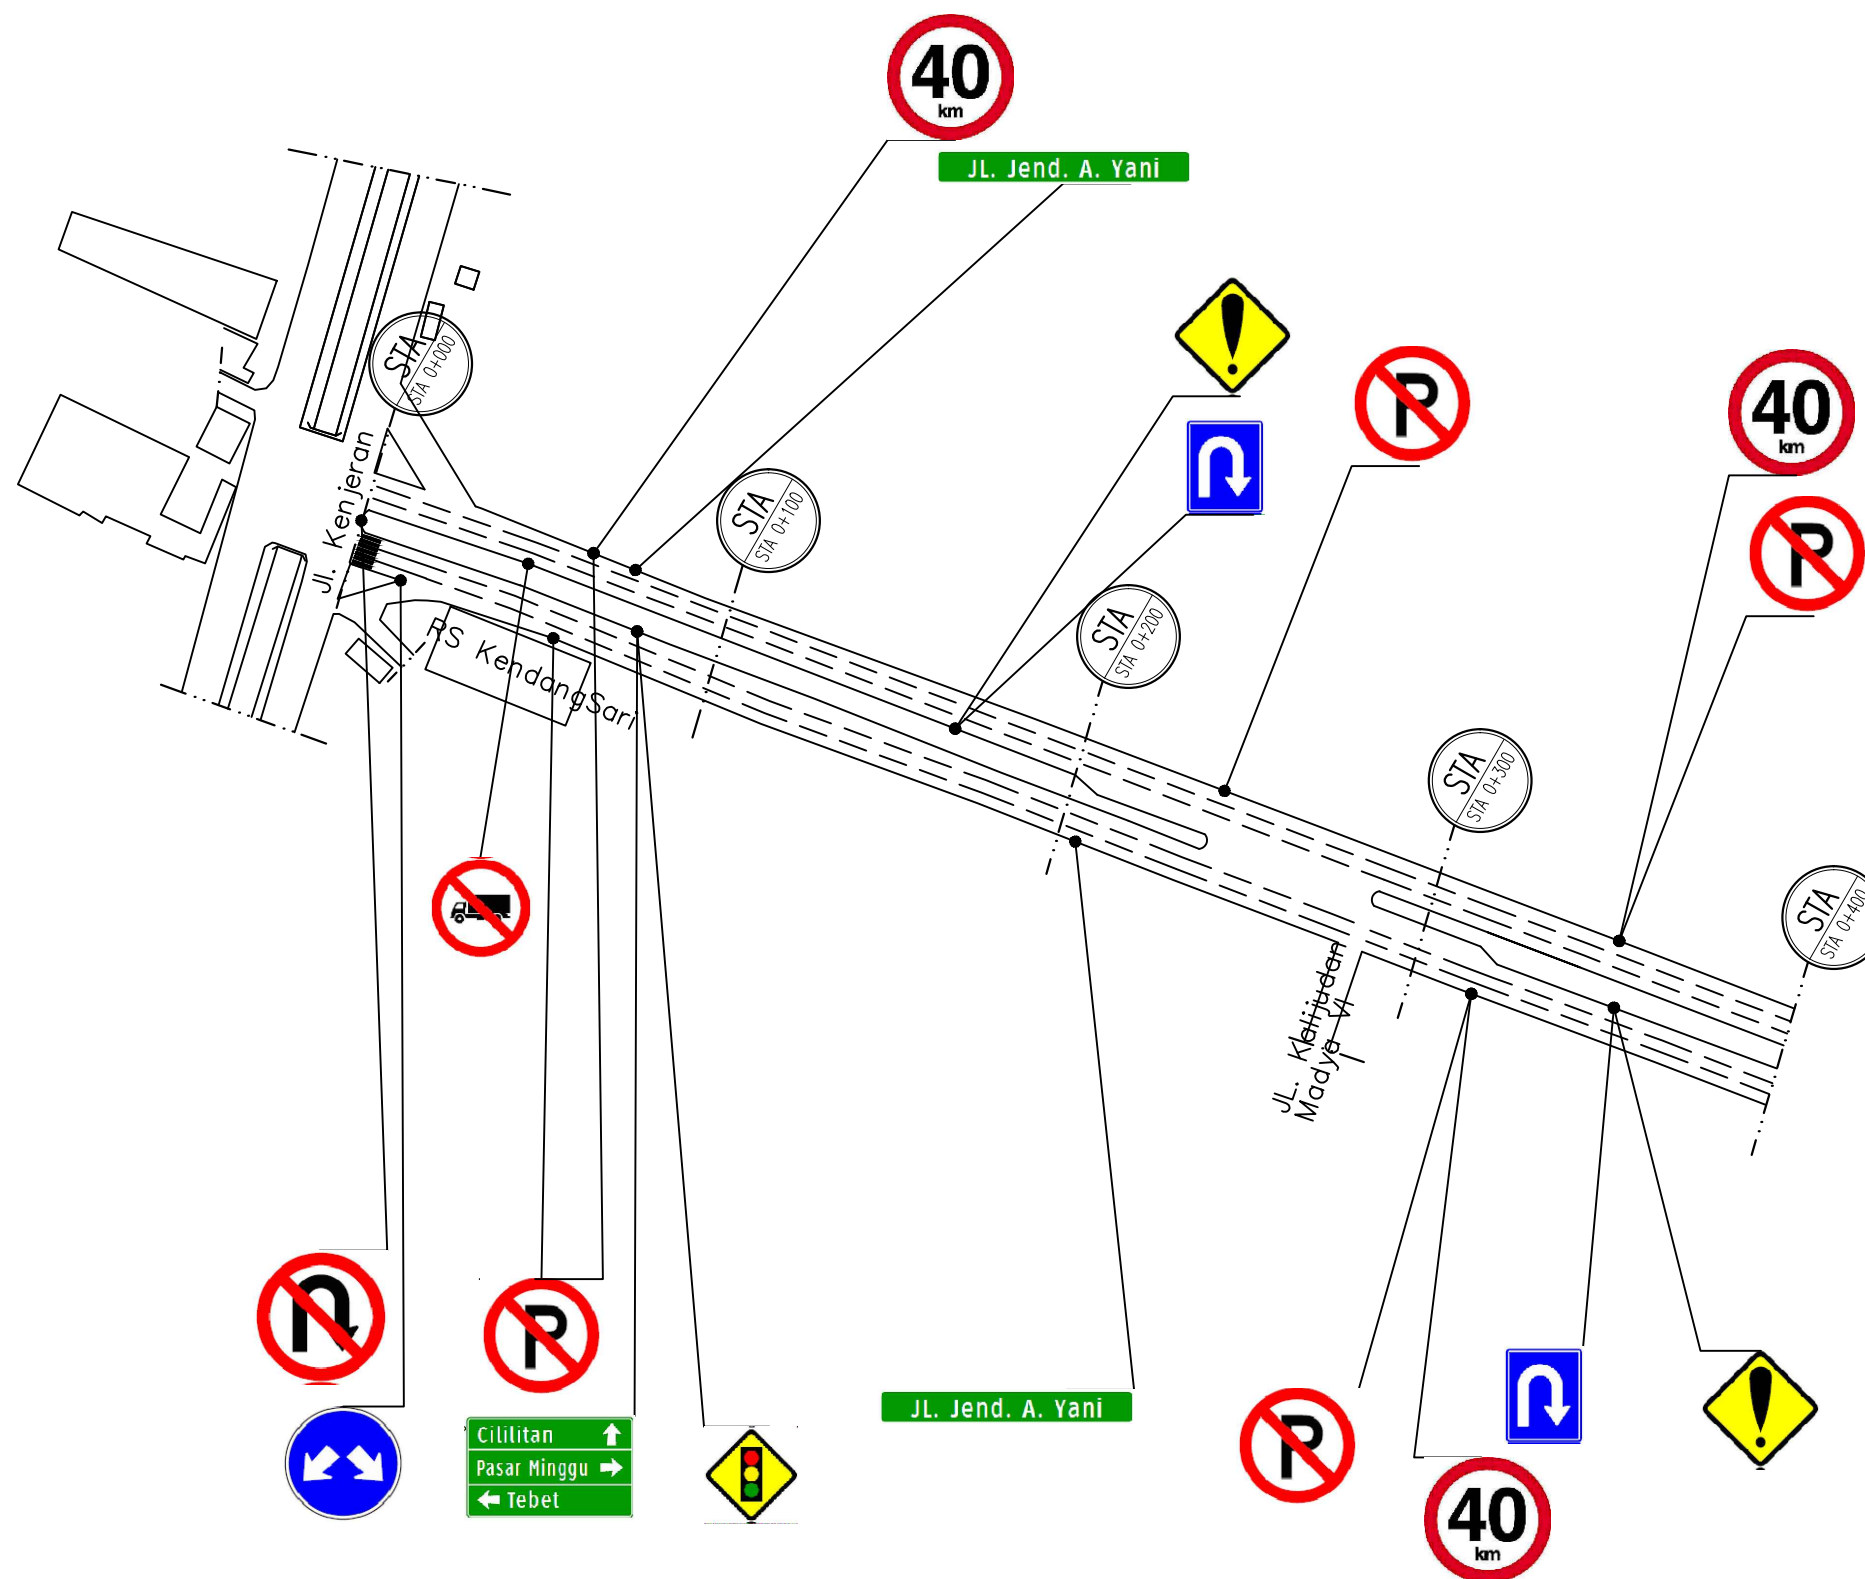 40
km
JL. Jend. A. Yani
STA
STA 0+000
P
40
km
Jl. Kenjeran
STA
STA 0+100
P
RS KendangSari
STA
STA 0+200
STA
STA 0+300
STA
STA 0+400
JL. Kalijudan
Madya VI
P
JL. Jend. A. Yani
Cililitan
Pasar Minggu
Tebet
P
40
km